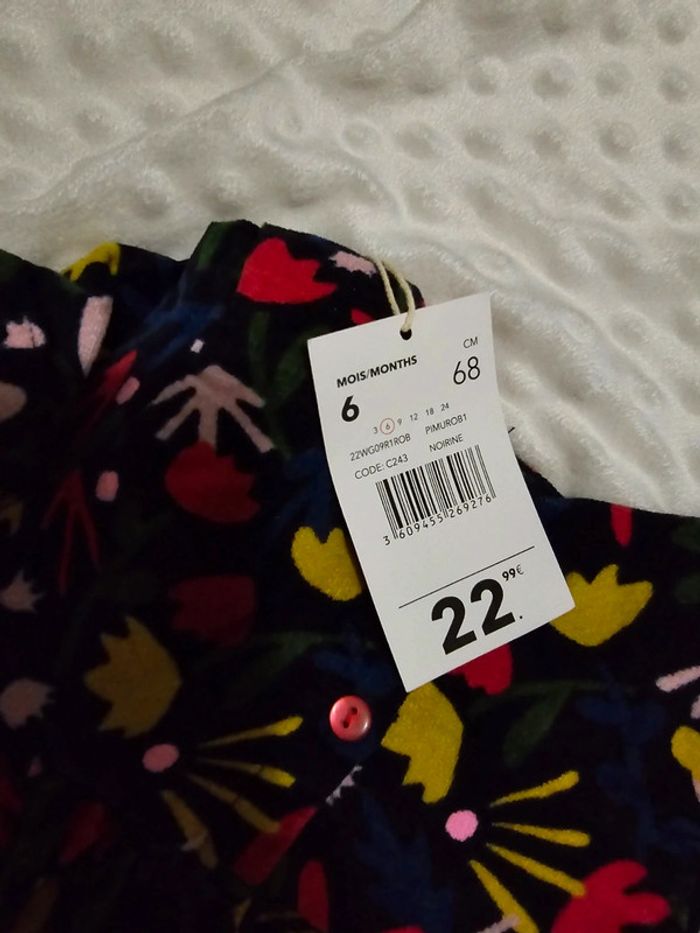 MOIS/MONTHS
CM
6
68
3 6 9 12 18 24
22WG09R1ROB PIMUROB1
CODE: C243 NOIRINE
3 609455 269276
22.99€